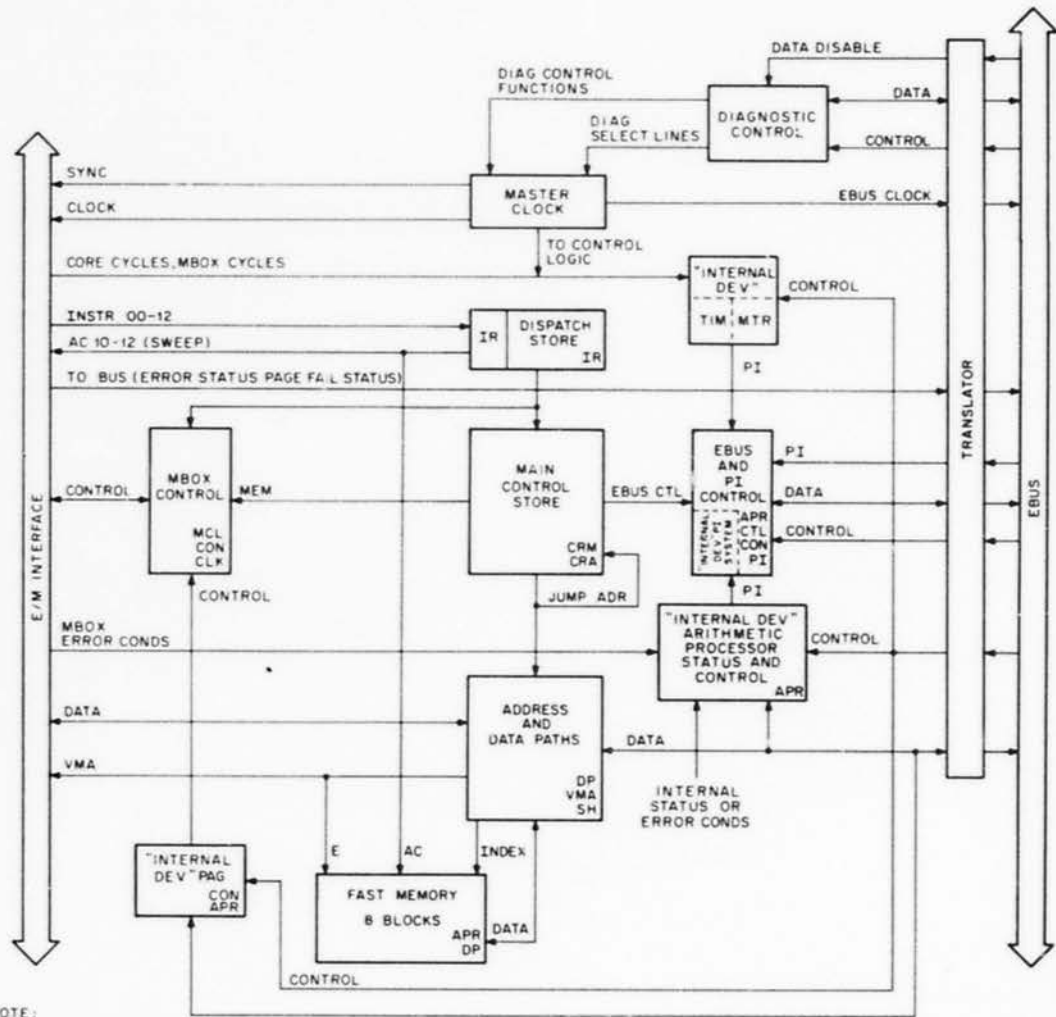 DATA DISABLE
DIAG CONTROL
FUNCTIONS
DATA
DIAGNOSTIC
CONTROL
DIAG
SELECT LINES
CONTROL
SYNC
MASTER
CLOCK
EBUS CLOCK
CLOCK
TO CONTROL
LOGIC
CORE CYCLES, MBOX CYCLES
"INTERNAL
DEV"
TIM MTR
CONTROL
INSTR 00-12
IR
DISPATCH
STORE
IR
AC 10-12 (SWEEP)
PI
TO BUS (ERROR STATUS PAGE FAIL STATUS)
TRANSLATOR
EBUS
E/M INTERFACE
MBOX
CONTROL
MCL
CON
CLK
CONTROL
MEM
MAIN
CONTROL
STORE
CRM
CRA
EBUS CTL
EBUS
AND
PI
CONTROL
"INTERNAL
DEV" PI
SYSTEM
APR
CTL
CON
PI
PI
DATA
CONTROL
CONTROL
JUMP ADR
PI
MBOX
ERROR CONDS
"INTERNAL DEV"
ARITHMETIC
PROCESSOR
STATUS AND
CONTROL
APR
CONTROL
DATA
ADDRESS
AND
DATA PATHS
DP
VMA
SH
DATA
VMA
INTERNAL
STATUS OR
ERROR CONDS
E
AC
INDEX
"INTERNAL
DEV" PAG
CON
APR
FAST MEMORY
8 BLOCKS
APR
DP
DATA
CONTROL
NOTE: